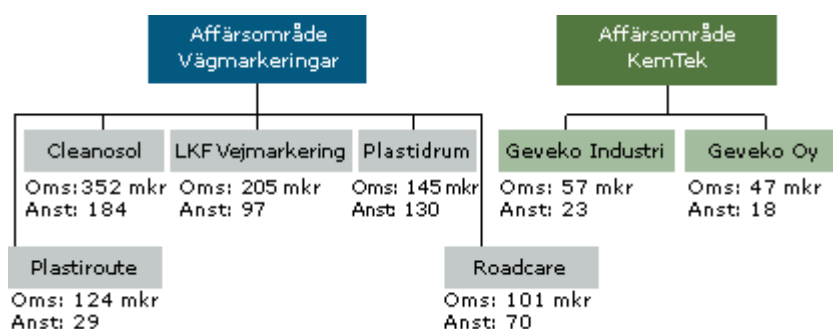 Affärsområde
Vägmarkeringar
Affärsområde
KemTek
Cleanosol
LKF Vejmarkering
Plastidrum
Geveko Industri
Geveko Oy
Oms: 352 mkr
Anst: 184
Oms: 205 mkr
Anst: 97
Oms: 145 mkr
Anst: 130
Oms: 57 mkr
Anst: 23
Oms: 47 mkr
Anst: 18
Plastiroute
Roadcare
Oms: 124 mkr
Anst: 29
Oms: 101 mkr
Anst: 70